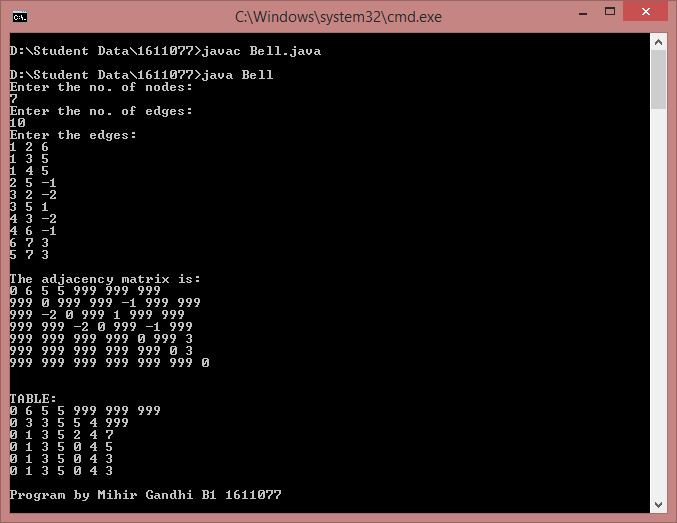 C:\Windows\system32\cmd.exe
D:\Student Data\1611077>javac Bell.java
D:\Student Data\1611077>java Bell
Enter the no. of nodes:
7
Enter the no. of edges:
10
Enter the edges:
1 2 6
1 3 5
1 4 5
2 5 -1
3 2 -2
3 5 1
4 3 -2
4 6 -1
6 7 3
5 7 3
The adjacency matrix is:
0 6 5 5 999 999 999
999 0 999 999 -1 999 999
999 -2 0 999 1 999 999
999 999 -2 0 999 -1 999
999 999 999 999 0 999 3
999 999 999 999 999 0 3
999 999 999 999 999 999 0
TABLE:
0 6 5 5 999 999 999
0 3 3 5 5 4 999
0 1 3 5 2 4 7
0 1 3 5 0 4 5
0 1 3 5 0 4 3
0 1 3 5 0 4 3
Program by Mihir Gandhi B1 1611077